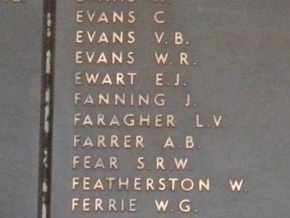 EVANS C
EVANS V.B.
EVANS W.R.
EWART E.J.
FANNING J.
FARAGHER L.V.
FARRER A.B.
FEAR S.R.W.
FEATHERSTON W.
FERRIE W.G.